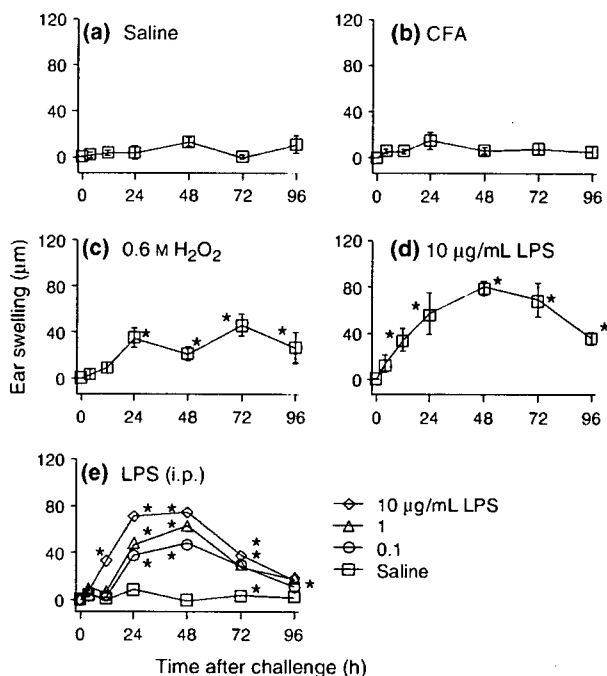 (a) Saline
(b) CFA
120
80
40
0
0 24 48 72 96
120
80
40
0
0 24 48 72 96
(c) 0.6 M H₂O₂
(d) 10 μg/mL LPS
120
80
40
0
0 24 48 72 96
120
80
40
0
0 24 48 72 96
Ear swelling (μm)
(e) LPS (i.p.)
120
80
40
0
0 24 48 72 96
10 μg/mL LPS
1
0.1
Saline
Time after challenge (h)